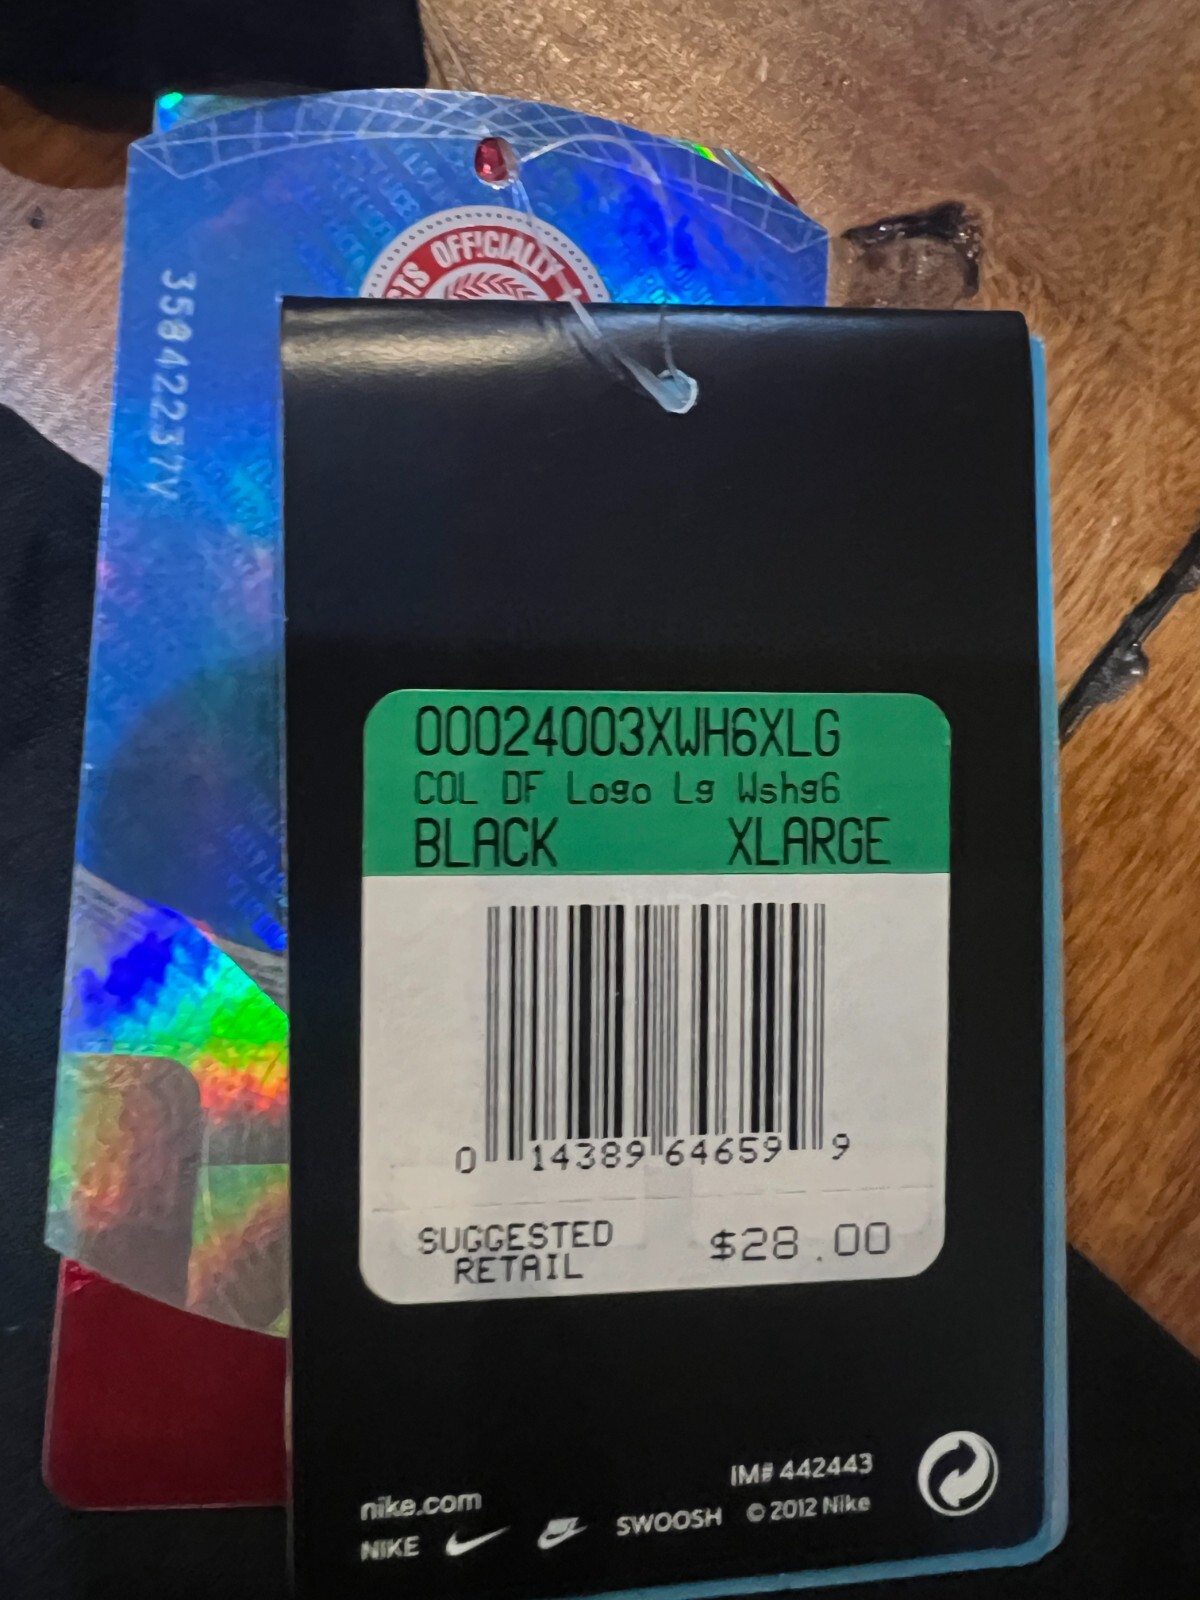 OFFICIALLY
35842237V
00024003XWH6XLG
COL DF Logo Lg Wshg6
BLACK XLARGE
0 14389 64659 9
SUGGESTED RETAIL $28.00
IM# 442443
nike.com
NIKE SWOOSH © 2012 Nike